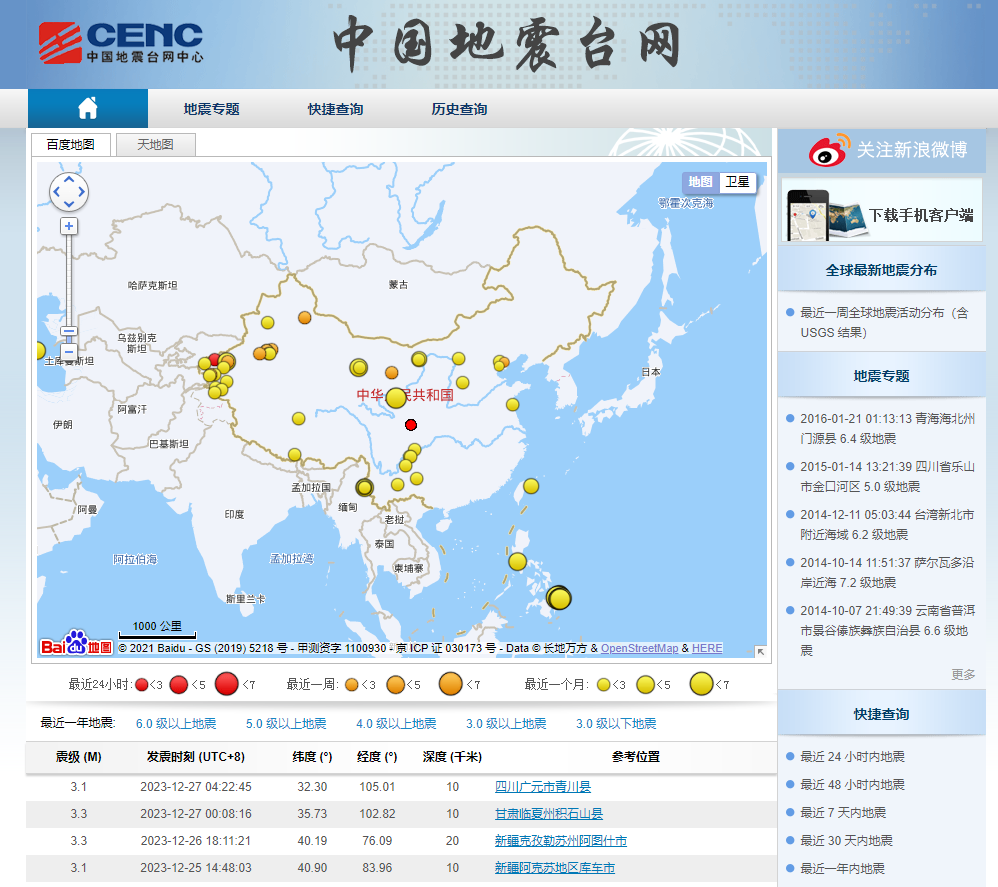 CENC
中国地震台网中心
中国地震台网
地震专题
快捷查询
历史查询
百度地图
天地图
地图
卫星
鄂霍次克海
哈萨克斯坦
蒙古
乌兹别克
斯坦
日本
中华
民共和国
阿富汗
伊朗
巴基斯坦
孟加拉国
缅甸
阿曼
印度
老挝
泰国
阿拉伯海
孟加拉湾
柬埔寨
斯里兰卡
1000 公里
Bai du 地图
© 2021 Baidu - GS (2019) 5218 号 - 甲测资字 1100930 - 京 ICP 证 030173 号 - Data © 长地万方 & OpenStreetMap & HERE
最近24小时: <3 <5 <7 最近一周: <3 <5 <7 最近一个月: <3 <5 <7
最近一年地震: 6.0 级以上地震 5.0 级以上地震 4.0 级以上地震 3.0 级以上地震 3.0 级以下地震
震级 (M) 发震时刻 (UTC+8) 纬度 (°) 经度 (°) 深度 (千米) 参考位置
3.1 2023-12-27 04:22:45 32.30 105.01 10 四川广元市青川县
3.3 2023-12-27 00:08:16 35.73 102.82 10 甘肃临夏州积石山县
3.3 2023-12-26 18:11:21 40.19 76.09 20 新疆克孜勒苏州阿图什市
3.1 2023-12-25 14:48:03 40.90 83.96 10 新疆阿克苏地区库车市
关注新浪微博
下载手机客户端
全球最新地震分布
最近一周全球地震活动分布（含
USGS 结果）
地震专题
2016-01-21 01:13:13 青海海北州
门源县 6.4 级地震
2015-01-14 13:21:39 四川省乐山
市金口河区 5.0 级地震
2014-12-11 05:03:44 台湾新北市
附近海域 6.2 级地震
2014-10-14 11:51:37 萨尔瓦多沿
岸近海 7.2 级地震
2014-10-07 21:49:39 云南省普洱
市景谷傣族彝族自治县 6.6 级地
震
更多
快捷查询
最近 24 小时内地震
最近 48 小时内地震
最近 7 天内地震
最近 30 天内地震
最近一年内地震